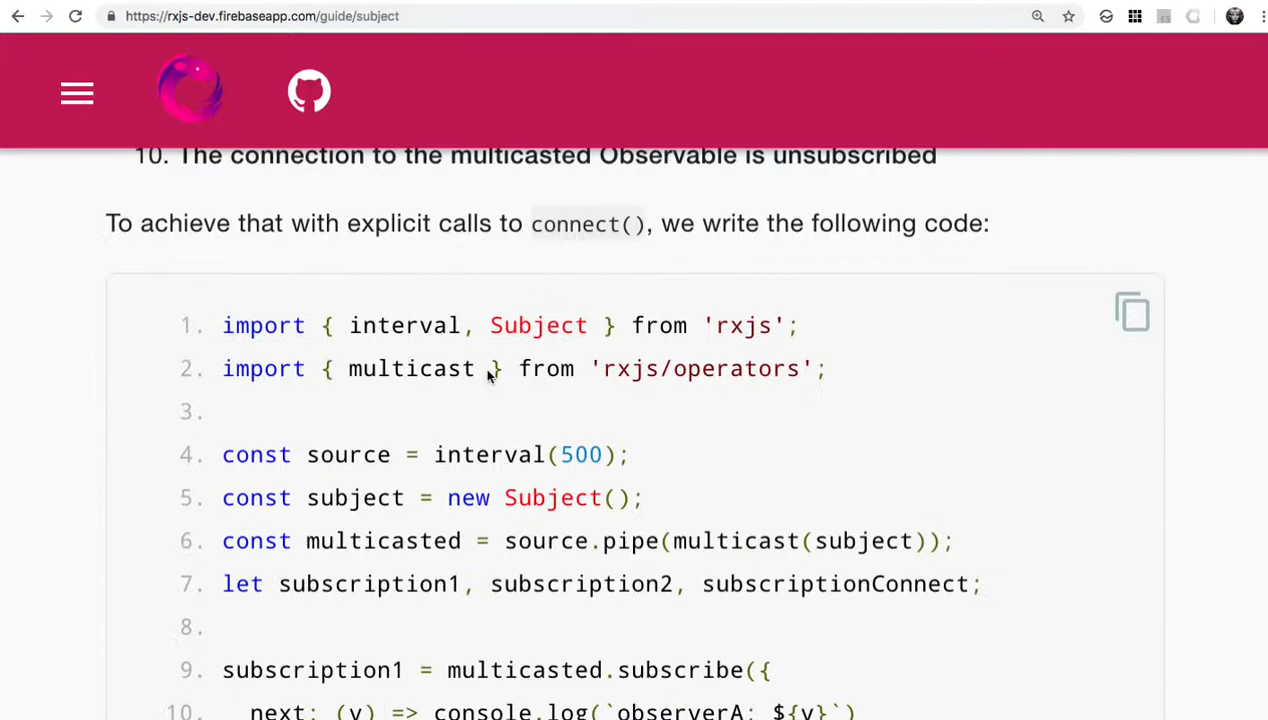 https://rxjs-dev.firebaseapp.com/guide/subject
10. The connection to the multicasted Observable is unsubscribed
To achieve that with explicit calls to connect(), we write the following code:
1. import { interval, Subject } from 'rxjs';
2. import { multicast } from 'rxjs/operators';
3.
4. const source = interval(500);
5. const subject = new Subject();
6. const multicasted = source.pipe(multicast(subject));
7. let subscription1, subscription2, subscriptionConnect;
8.
9. subscription1 = multicasted.subscribe({
10. next: (v) => console.log(`observerA: ${v}`)